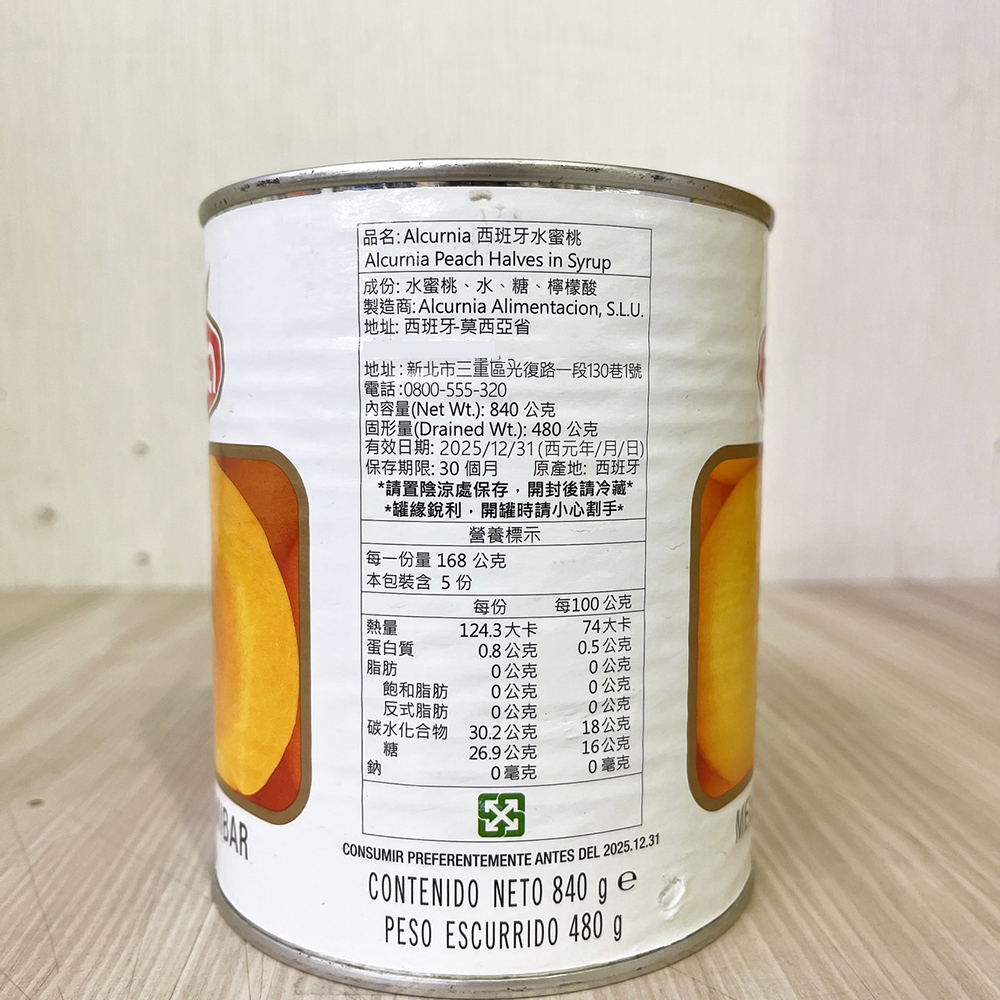 品名: Alcurnia 西班牙水蜜桃
Alcurnia Peach Halves in Syrup
成份: 水蜜桃、水、糖、檸檬酸
製造商: Alcurnia Alimentacion, S.L.U.
地址: 西班牙-莫西亞省
地址: 新北市三重區光復路一段130巷1號
電話:0800-555-320
內容量(Net Wt.): 840 公克
固形量(Drained Wt.): 480 公克
有效日期: 2025/12/31 (西元年/月/日)
保存期限: 30 個月 原產地: 西班牙
*請置陰涼處保存，開封後請冷藏*
*罐緣銳利，開罐時請小心割手*
營養標示
每一份量 168 公克
本包裝含 5 份
每份 每100 公克
熱量 124.3大卡 74大卡
蛋白質 0.8公克 0.5公克
脂肪 0公克 0公克
飽和脂肪 0公克 0公克
反式脂肪 0公克 0公克
碳水化合物 30.2公克 18公克
糖 26.9公克 16公克
鈉 0毫克 0毫克
CONSUMIR PREFERENTEMENTE ANTES DEL 2025.12.31
CONTENIDO NETO 840 g e
PESO ESCURRIDO 480 g